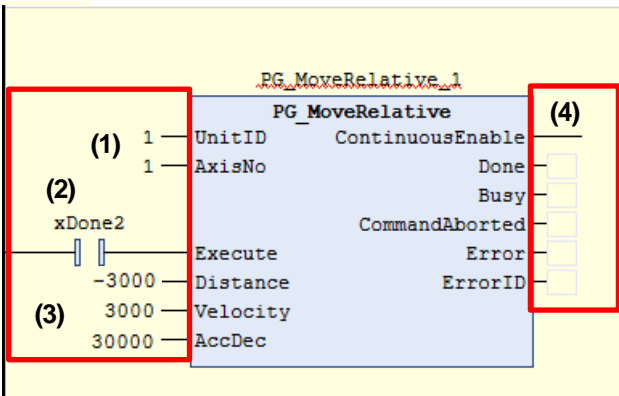 PG_MoveRelative_1
PG_MoveRelative
(4)
(1)
1 UnitID ContinuousEnable
1 AxisNo Done
(2)
Busy
xDone2 CommandAborted
Execute Error
-3000 Distance ErrorID
(3)
3000 Velocity
30000 AccDec